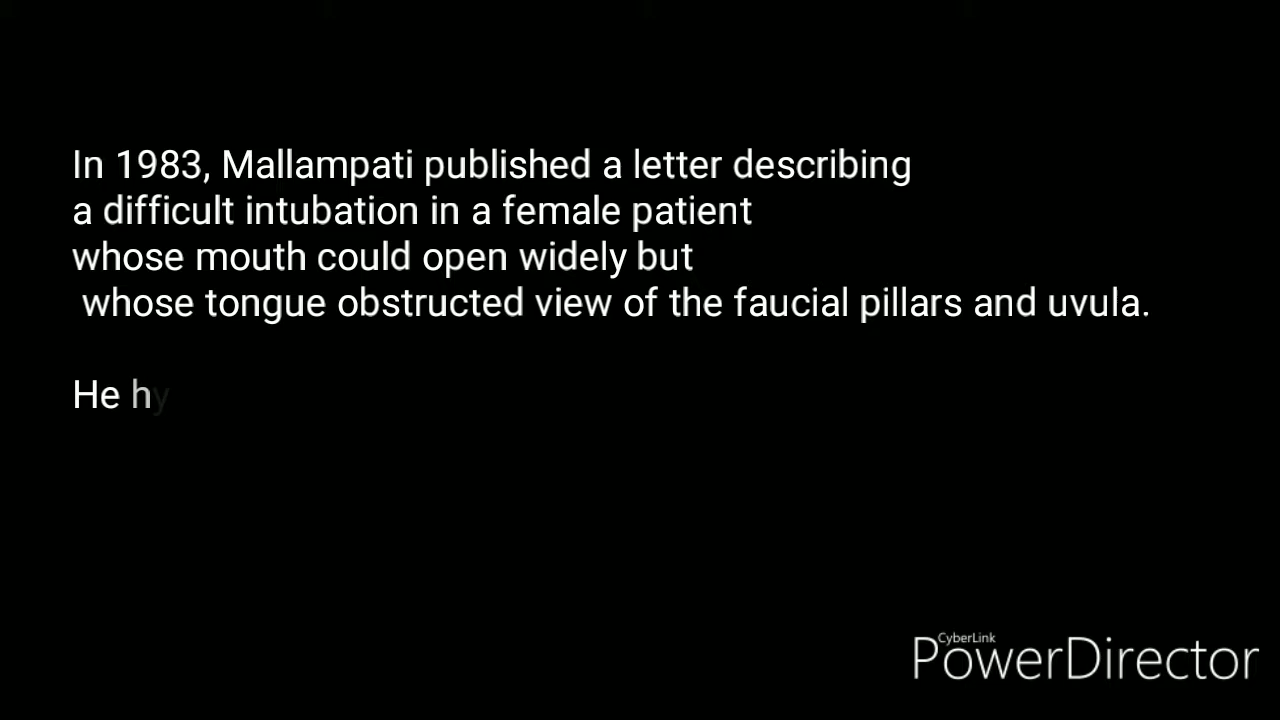 In 1983, Mallampati published a letter describing
a difficult intubation in a female patient
whose mouth could open widely but
whose tongue obstructed view of the faucial pillars and uvula.
He hy
CyberLink
PowerDirector